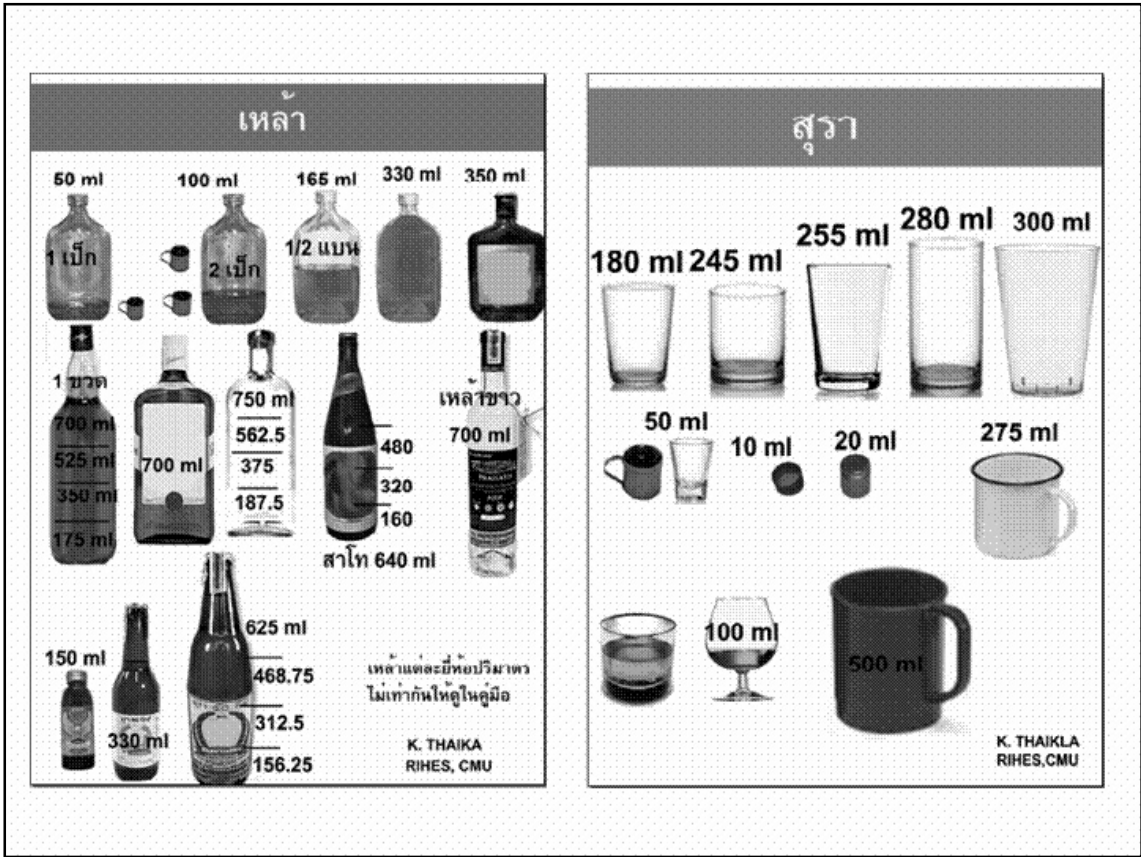 เหล้า
50 ml
100 ml
165 ml
330 ml
350 ml
1 เป็ก
2 เป็ก
1/2 แบน
1 ขวด
700 ml
525 ml
350 ml
175 ml
700 ml
750 ml
562.5
375
187.5
480
320
160
สาโท 640 ml
เหล้าขาว
700 ml
150 ml
330 ml
625 ml
468.75
312.5
156.25
เหล้าแต่ละยี่ห้อปริมาตร
ไม่เท่ากันให้ดูในคู่มือ
K. THAIKA
RIHES, CMU
สุรา
180 ml
245 ml
255 ml
280 ml
300 ml
50 ml
10 ml
20 ml
275 ml
100 ml
500 ml
K. THAIKLA
RIHES,CMU